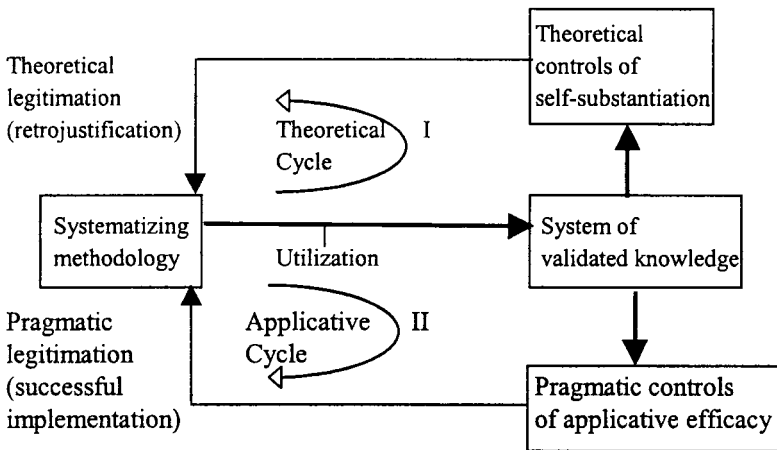 Theoretical
legitimation
(retrojustification)
Theoretical
Cycle
I
Theoretical
controls of
self-substantiation
Systematizing
methodology
Utilization
System of
validated knowledge
Pragmatic
legitimation
(successful
implementation)
Applicative
Cycle
II
Pragmatic controls
of applicative efficacy